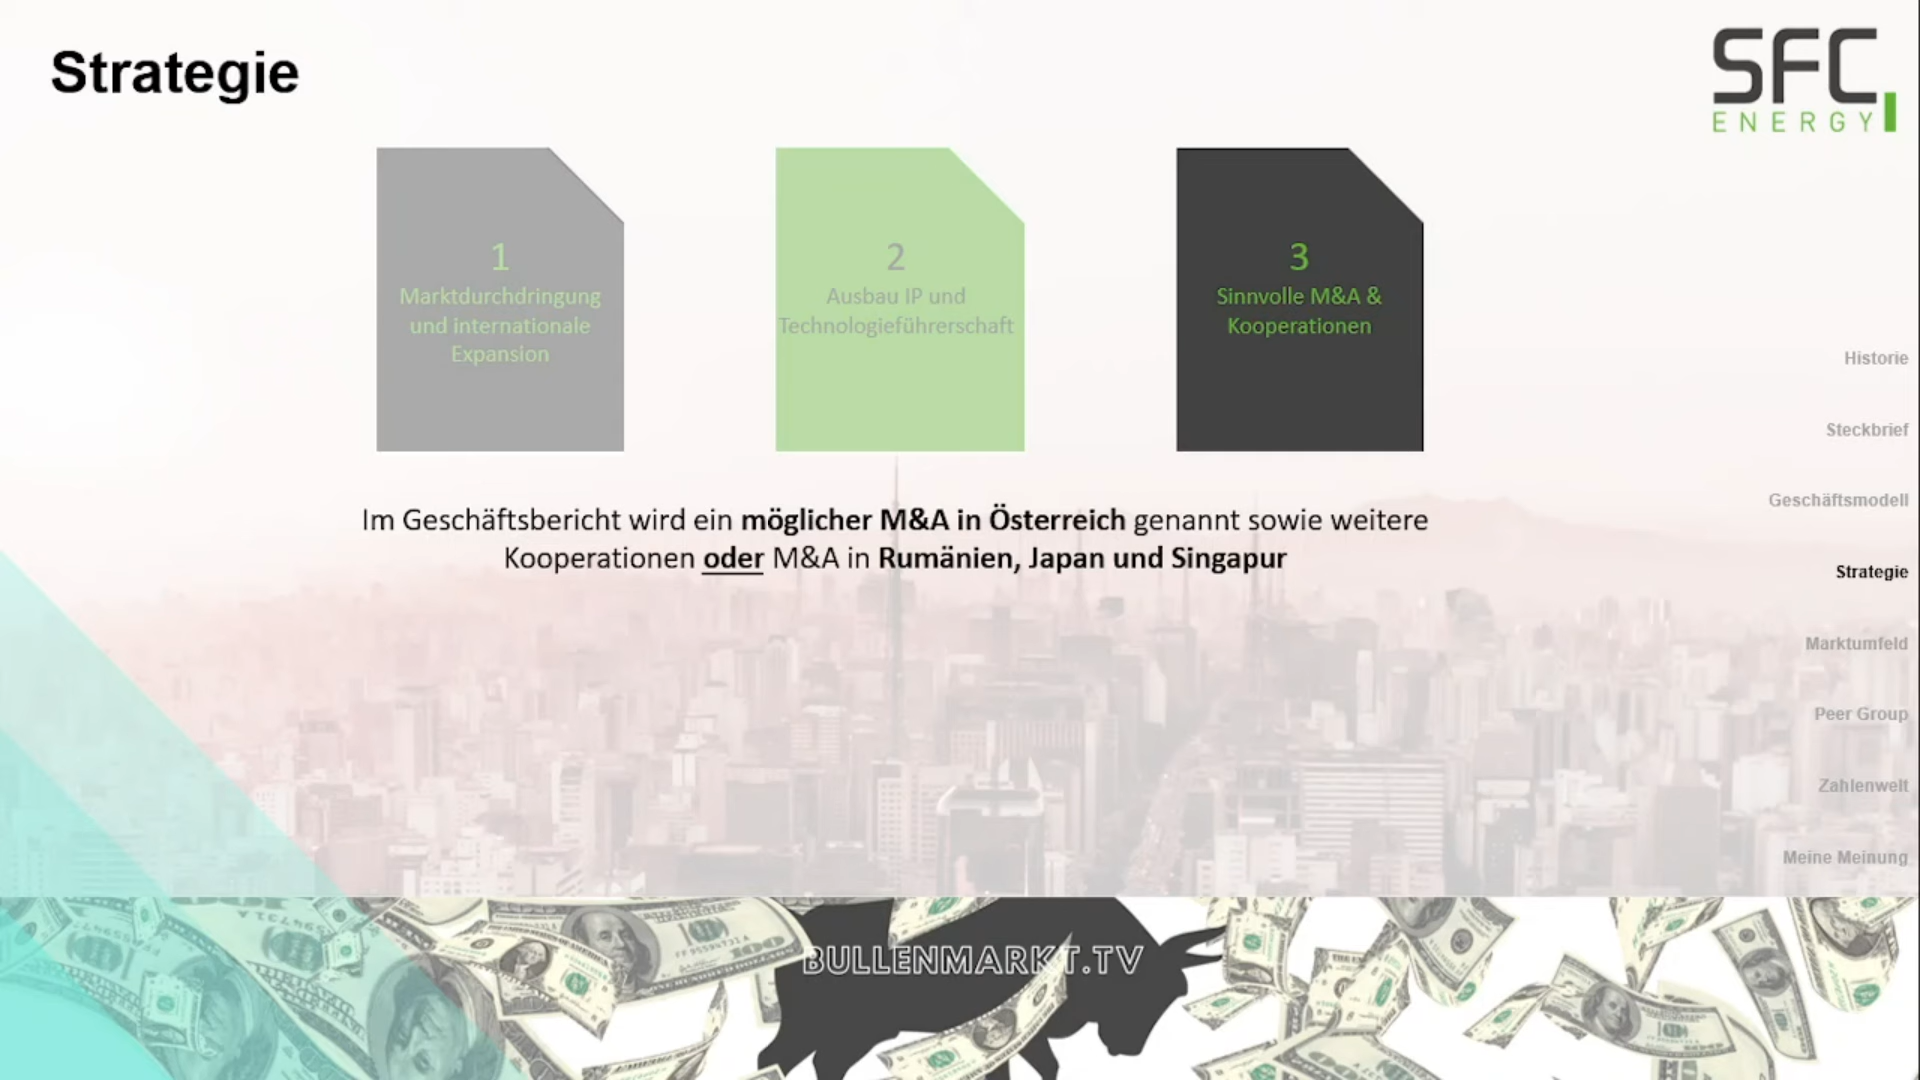 Strategie
SFC
ENERGY
1
Marktdurchdringung
und internationale
Expansion
2
Ausbau IP und
Technologieführerschaft
3
Sinnvolle M&A &
Kooperationen
Im Geschäftsbericht wird ein möglicher M&A in Österreich genannt sowie weitere
Kooperationen oder M&A in Rumänien, Japan und Singapur
Historie
Steckbrief
Geschäftsmodell
Strategie
Marktumfeld
Peer Group
Zahlenwelt
Meine Meinung
BULLENMARKT.TV